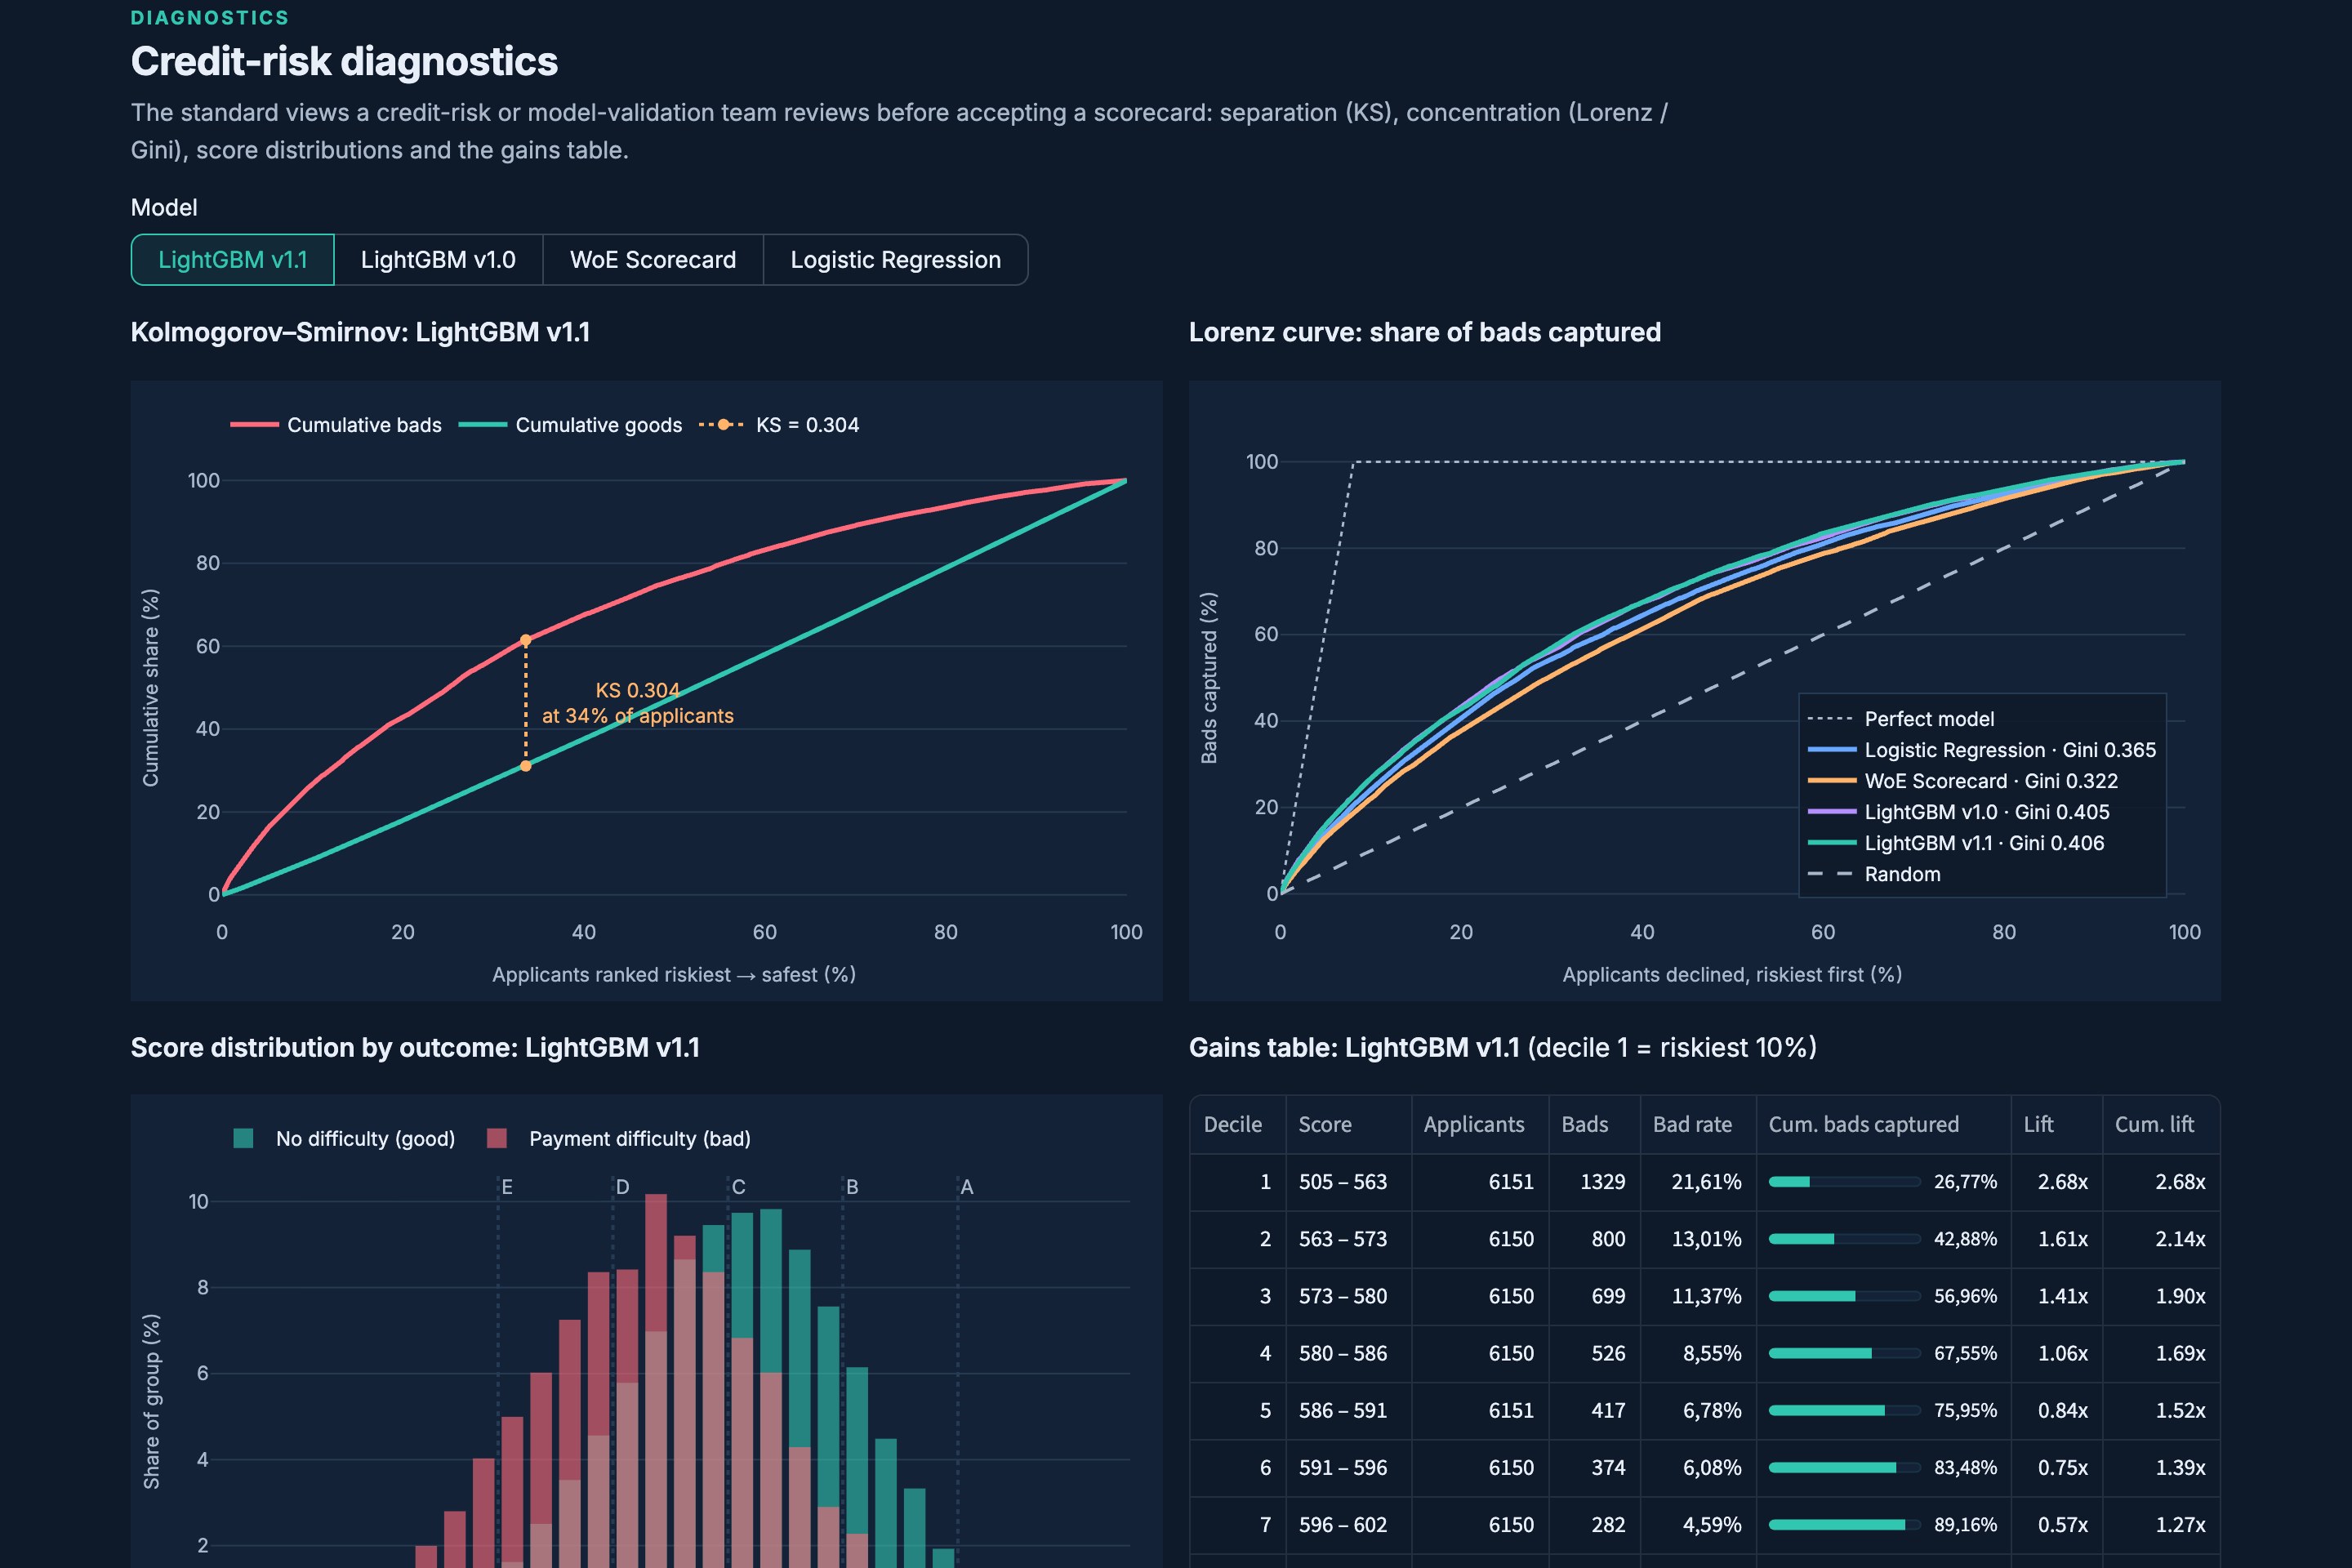 DIAGNOSTICS
Credit-risk diagnostics
The standard views a credit-risk or model-validation team reviews before accepting a scorecard: separation (KS), concentration (Lorenz /
Gini), score distributions and the gains table.
Model
LightGBM v1.1 LightGBM v1.0 WoE Scorecard Logistic Regression
Kolmogorov–Smirnov: LightGBM v1.1
Cumulative bads Cumulative goods KS = 0.304
100
80
60
40
20
0
Cumulative share (%)
KS 0.304
at 34% of applicants
0 20 40 60 80 100
Applicants ranked riskiest → safest (%)
Lorenz curve: share of bads captured
100
80
60
40
20
0
Bads captured (%)
Perfect model
Logistic Regression · Gini 0.365
WoE Scorecard · Gini 0.322
LightGBM v1.0 · Gini 0.405
LightGBM v1.1 · Gini 0.406
Random
0 20 40 60 80 100
Applicants declined, riskiest first (%)
Score distribution by outcome: LightGBM v1.1
No difficulty (good) Payment difficulty (bad)
E D C B A
10
8
6
4
2
Share of group (%)
Gains table: LightGBM v1.1 (decile 1 = riskiest 10%)
Decile Score Applicants Bads Bad rate Cum. bads captured Lift Cum. lift
1 505 – 563 6151 1329 21,61% 26,77% 2.68x 2.68x
2 563 – 573 6150 800 13,01% 42,88% 1.61x 2.14x
3 573 – 580 6150 699 11,37% 56,96% 1.41x 1.90x
4 580 – 586 6150 526 8,55% 67,55% 1.06x 1.69x
5 586 – 591 6151 417 6,78% 75,95% 0.84x 1.52x
6 591 – 596 6150 374 6,08% 83,48% 0.75x 1.39x
7 596 – 602 6150 282 4,59% 89,16% 0.57x 1.27x